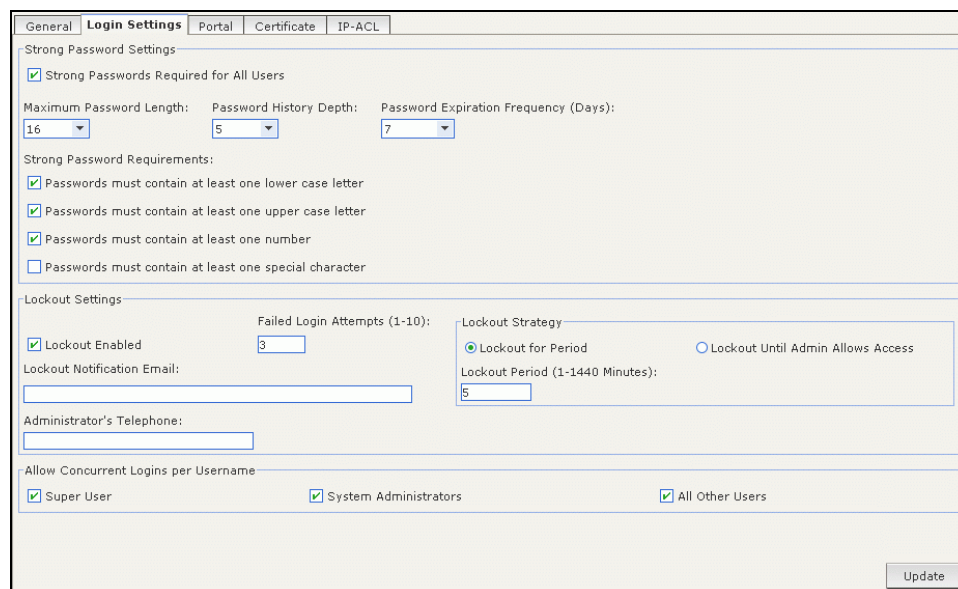 General Login Settings Portal Certificate IP-ACL
Strong Password Settings
Strong Passwords Required for All Users
Maximum Password Length: Password History Depth: Password Expiration Frequency (Days):
16 5 7
Strong Password Requirements:
Passwords must contain at least one lower case letter
Passwords must contain at least one upper case letter
Passwords must contain at least one number
Passwords must contain at least one special character
Lockout Settings
Failed Login Attempts (1-10):
Lockout Enabled 3
Lockout Notification Email:
Administrator's Telephone:
Lockout Strategy
Lockout for Period Lockout Until Admin Allows Access
Lockout Period (1-1440 Minutes):
5
Allow Concurrent Logins per Username
Super User System Administrators All Other Users
Update